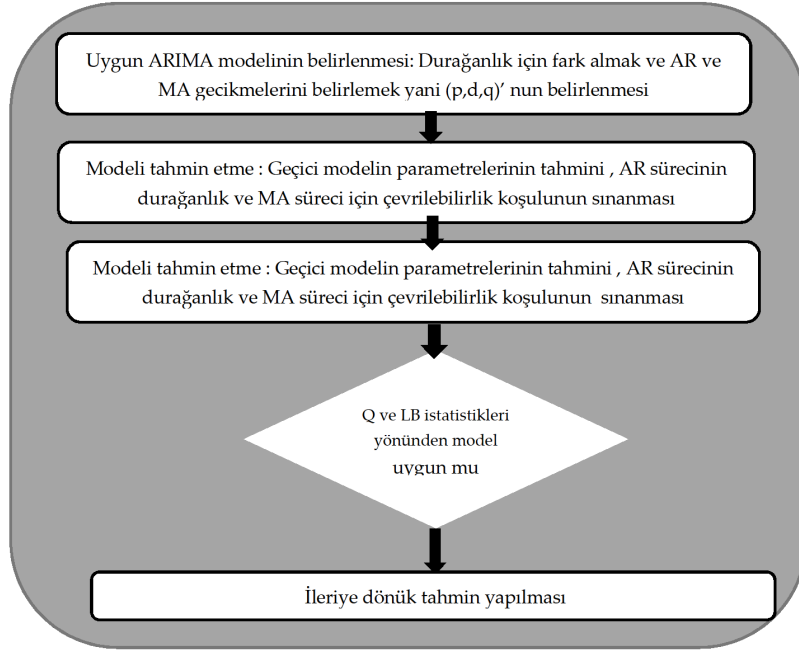 Uygun ARIMA modelinin belirlenmesi: Durağanlık için fark almak ve AR ve
MA gecikmelerini belirlemek yani (p,d,q)’ nun belirlenmesi
Modeli tahmin etme : Geçici modelin parametrelerinin tahmini , AR sürecinin
durağanlık ve MA süreci için çevrilebilirlik koşulunun sınanması
Modeli tahmin etme : Geçici modelin parametrelerinin tahmini , AR sürecinin
durağanlık ve MA süreci için çevrilebilirlik koşulunun sınanması
Q ve LB istatistikleri
yönünden model
uygun mu
İleriye dönük tahmin yapılması